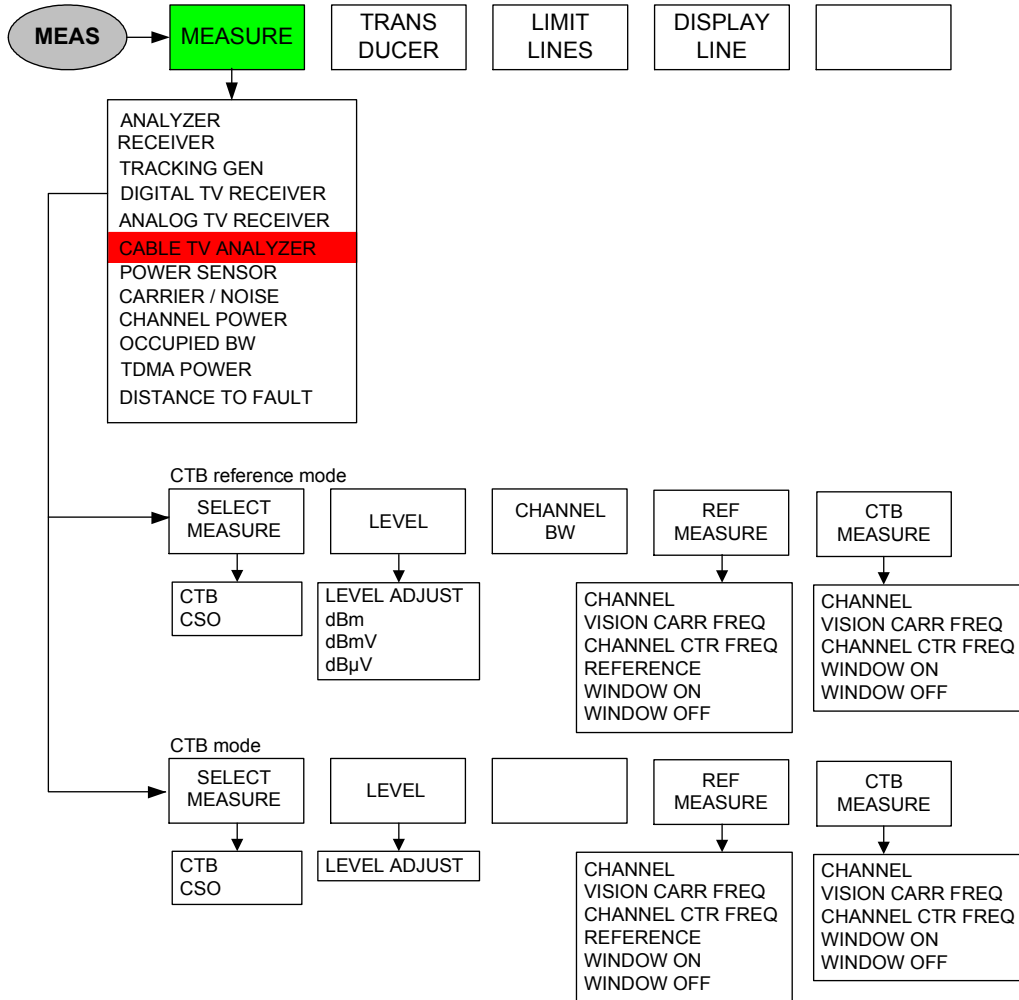 MEAS
MEASURE
TRANS
DUCER
LIMIT
LINES
DISPLAY
LINE
ANALYZER
RECEIVER
TRACKING GEN
DIGITAL TV RECEIVER
ANALOG TV RECEIVER
CABLE TV ANALYZER
POWER SENSOR
CARRIER / NOISE
CHANNEL POWER
OCCUPIED BW
TDMA POWER
DISTANCE TO FAULT
CTB reference mode
SELECT
MEASURE
LEVEL
CHANNEL
BW
REF
MEASURE
CTB
MEASURE
CTB
CSO
LEVEL ADJUST
dBm
dBmV
dBµV
CHANNEL
VISION CARR FREQ
CHANNEL CTR FREQ
REFERENCE
WINDOW ON
WINDOW OFF
CHANNEL
VISION CARR FREQ
CHANNEL CTR FREQ
WINDOW ON
WINDOW OFF
CTB mode
SELECT
MEASURE
LEVEL
REF
MEASURE
CTB
MEASURE
CTB
CSO
LEVEL ADJUST
CHANNEL
VISION CARR FREQ
CHANNEL CTR FREQ
REFERENCE
WINDOW ON
WINDOW OFF
CHANNEL
VISION CARR FREQ
CHANNEL CTR FREQ
WINDOW ON
WINDOW OFF